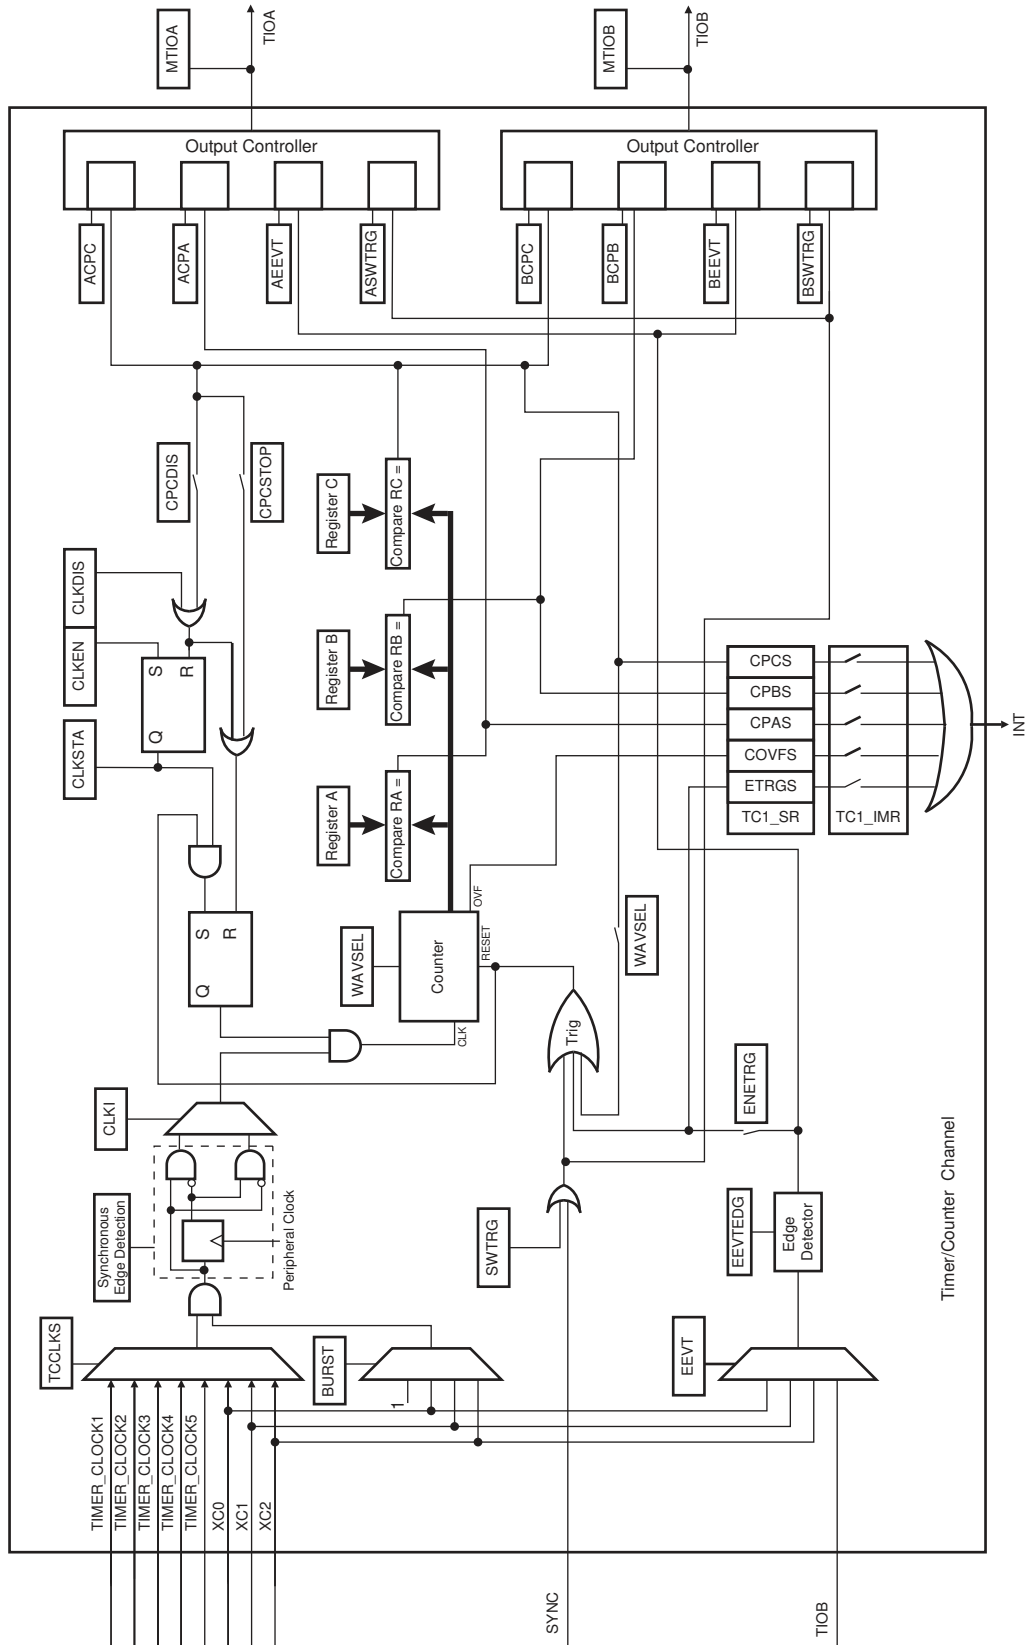 TIOA
MTIOA
TIOB
MTIOB
Output Controller
Output Controller
ACPC
ACPA
AEEVT
ASWTRG
BCPC
BCPB
BEEVT
BSWTRG
CPCDIS
CPCSTOP
Register C
Compare RC =
CLKDIS
CLKEN
CLKSTA
S
R
Q
Register B
Compare RB =
Register A
Compare RA =
CPCS
CPBS
CPAS
COVFS
ETRGS
TC1_SR
TC1_IMR
INT
S
R
Q
WAVSEL
Counter
OVF
RESET
CLK
WAVSEL
Trig
ENETRG
CLKI
Synchronous
Edge Detection
Peripheral Clock
SWTRG
EEVTEDG
Edge
Detector
Timer/Counter Channel
TCCLKS
BURST
1
EEVT
TIMER_CLOCK1
TIMER_CLOCK2
TIMER_CLOCK3
TIMER_CLOCK4
TIMER_CLOCK5
XC0
XC1
XC2
SYNC
TIOB